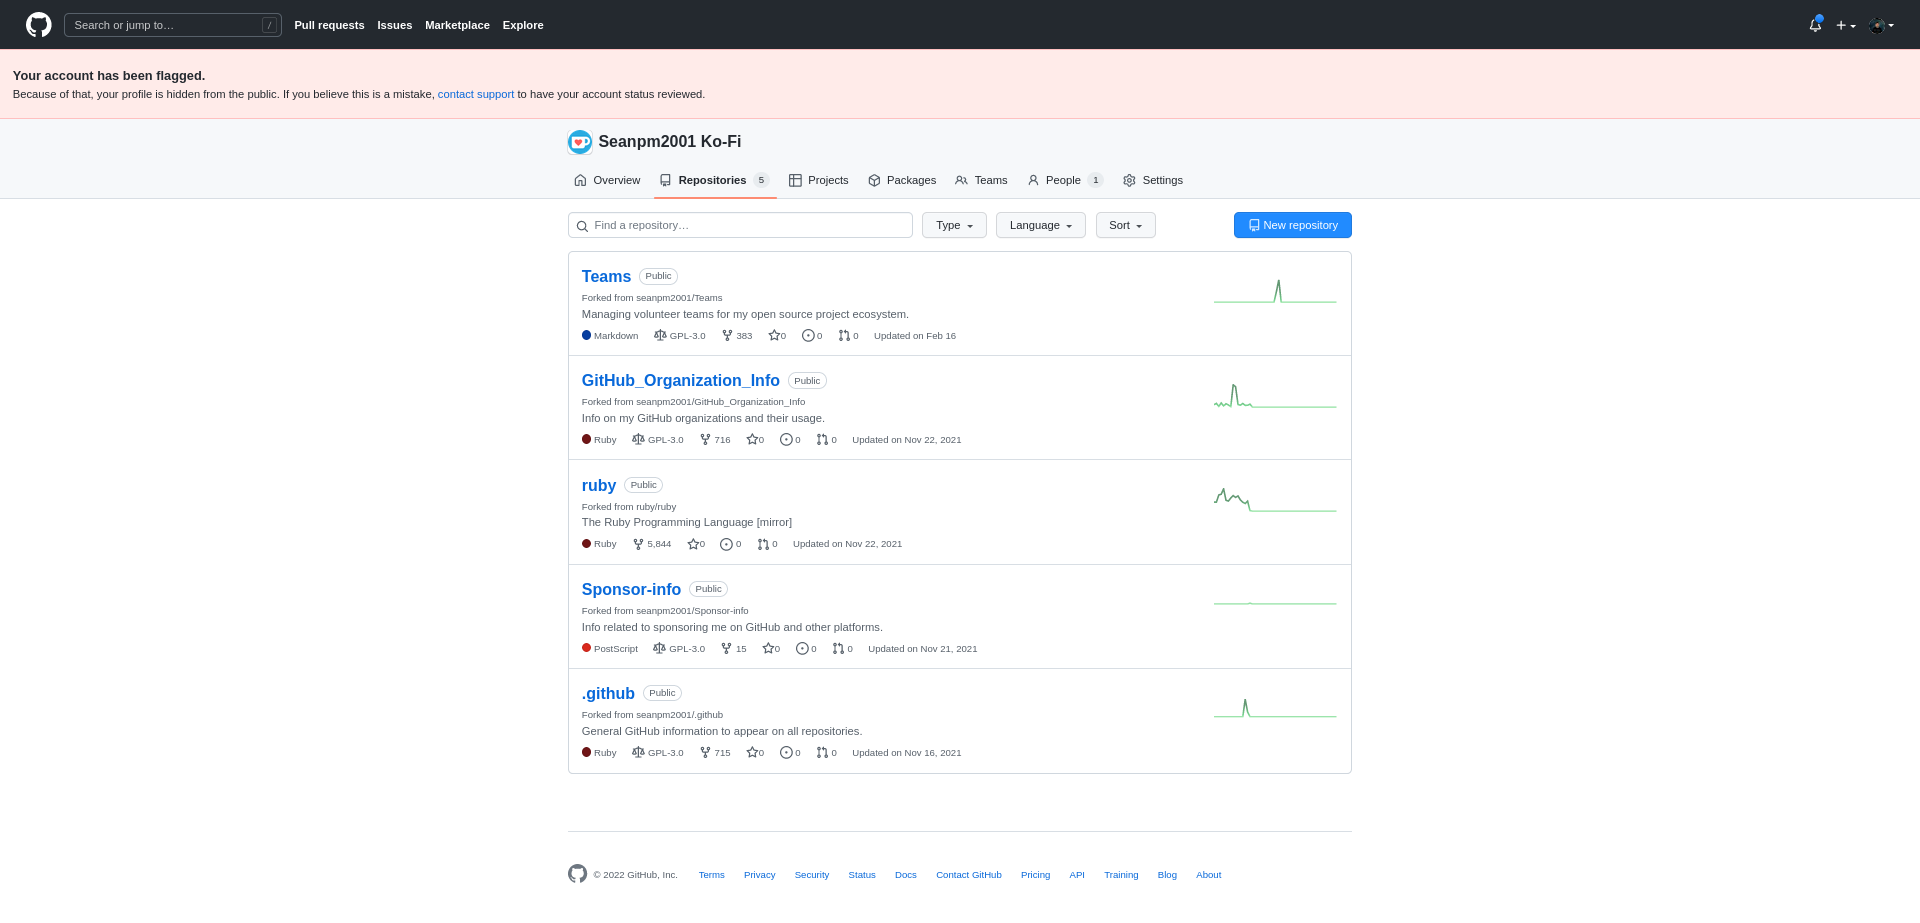 Search or jump to… /
Pull requests Issues Marketplace Explore
Your account has been flagged.
Because of that, your profile is hidden from the public. If you believe this is a mistake, contact support to have your account status reviewed.
Seanpm2001 Ko-Fi
Overview Repositories 5 Projects Packages Teams People 1 Settings
Find a repository… Type Language Sort New repository
Teams Public
Forked from seanpm2001/Teams
Managing volunteer teams for my open source project ecosystem.
Markdown GPL-3.0 383 0 0 0 Updated on Feb 16
GitHub_Organization_Info Public
Forked from seanpm2001/GitHub_Organization_Info
Info on my GitHub organizations and their usage.
Ruby GPL-3.0 716 0 0 0 Updated on Nov 22, 2021
ruby Public
Forked from ruby/ruby
The Ruby Programming Language [mirror]
Ruby 5,844 0 0 0 Updated on Nov 22, 2021
Sponsor-info Public
Forked from seanpm2001/Sponsor-info
Info related to sponsoring me on GitHub and other platforms.
PostScript GPL-3.0 15 0 0 0 Updated on Nov 21, 2021
.github Public
Forked from seanpm2001/.github
General GitHub information to appear on all repositories.
Ruby GPL-3.0 715 0 0 0 Updated on Nov 16, 2021
© 2022 GitHub, Inc. Terms Privacy Security Status Docs Contact GitHub Pricing API Training Blog About